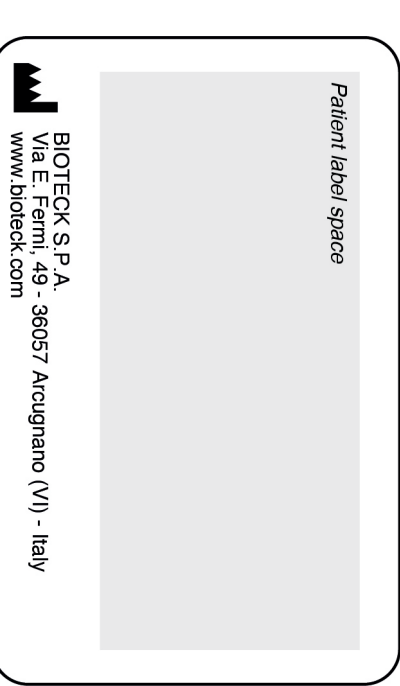 Patient label space
BIOTECK S.P.A.
Via E. Fermi, 49 - 36057 Arcugnano (VI) - Italy
www.bioteck.com